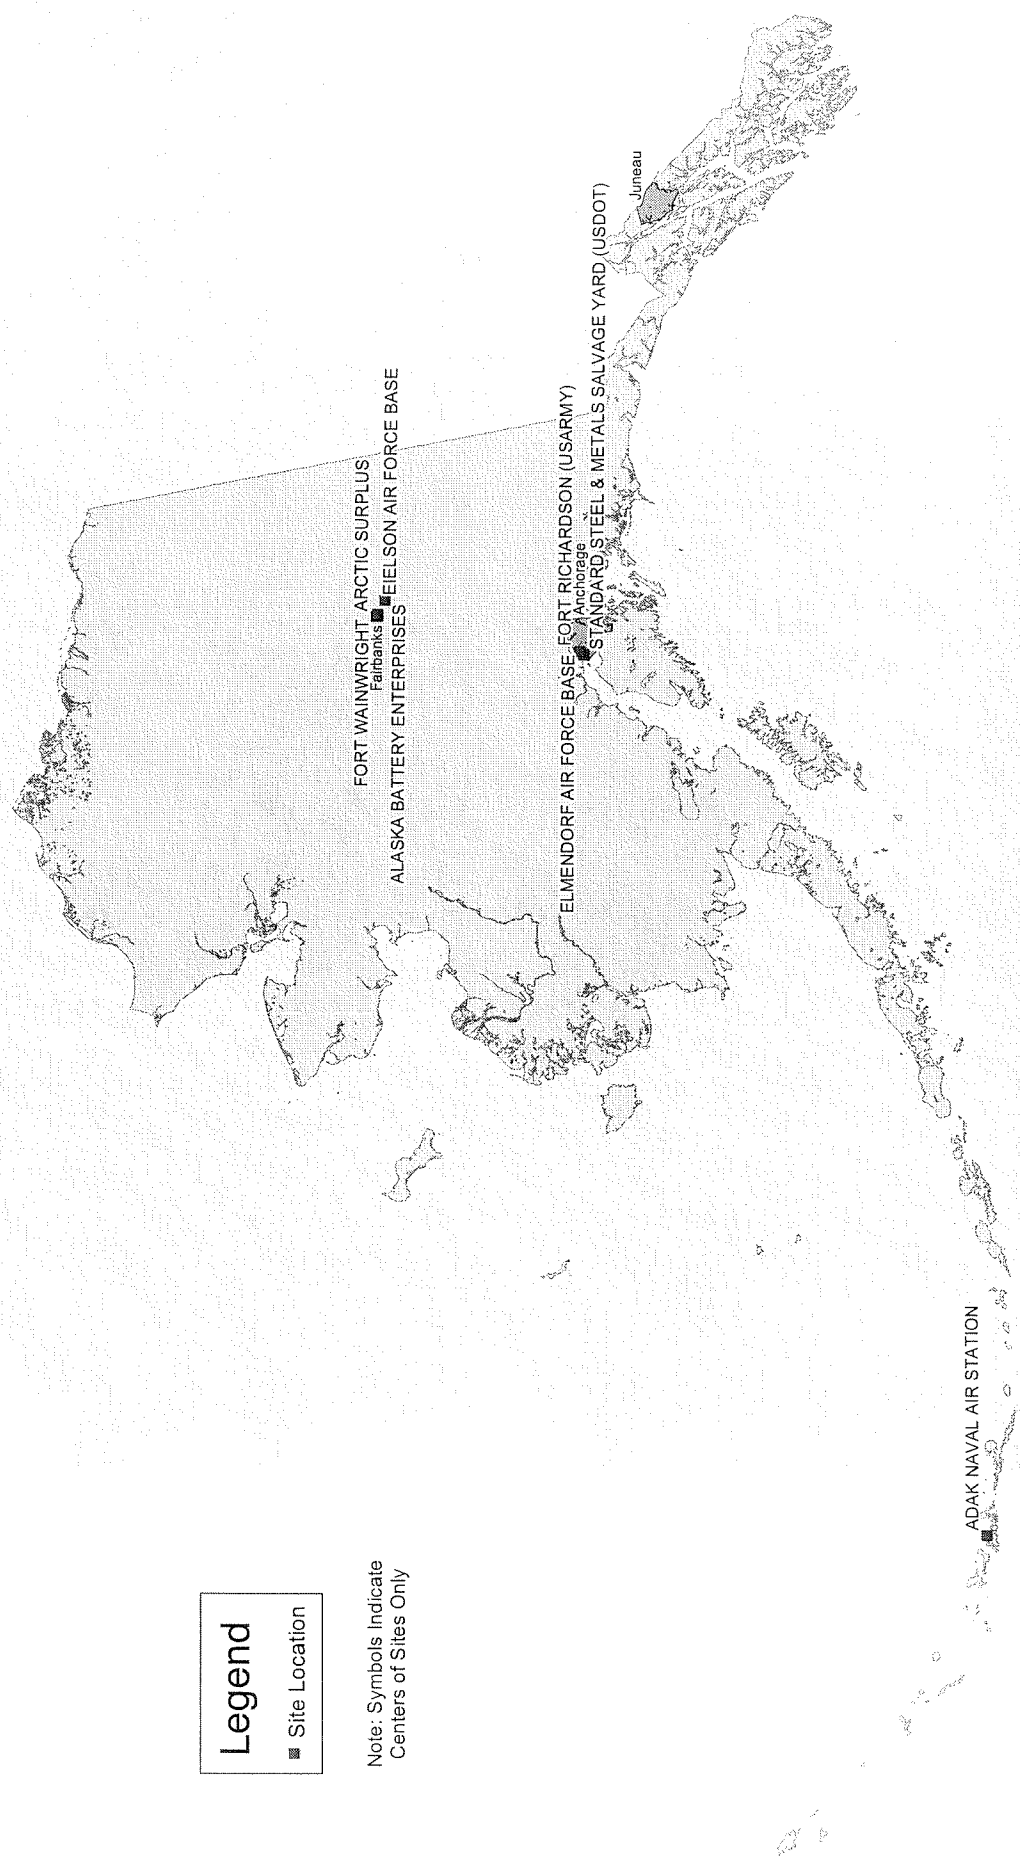 Legend
Site Location
Note: Symbols Indicate
Centers of Sites Only
FORT WAINWRIGHT ARCTIC SURPLUS
Fairbanks
EIELSON AIR FORCE BASE
ALASKA BATTERY ENTERPRISES
ELMENDORF AIR FORCE BASE
FORT RICHARDSON (USARMY)
Anchorage
STANDARD STEEL & METALS SALVAGE YARD (USDOT)
Juneau
ADAK NAVAL AIR STATION